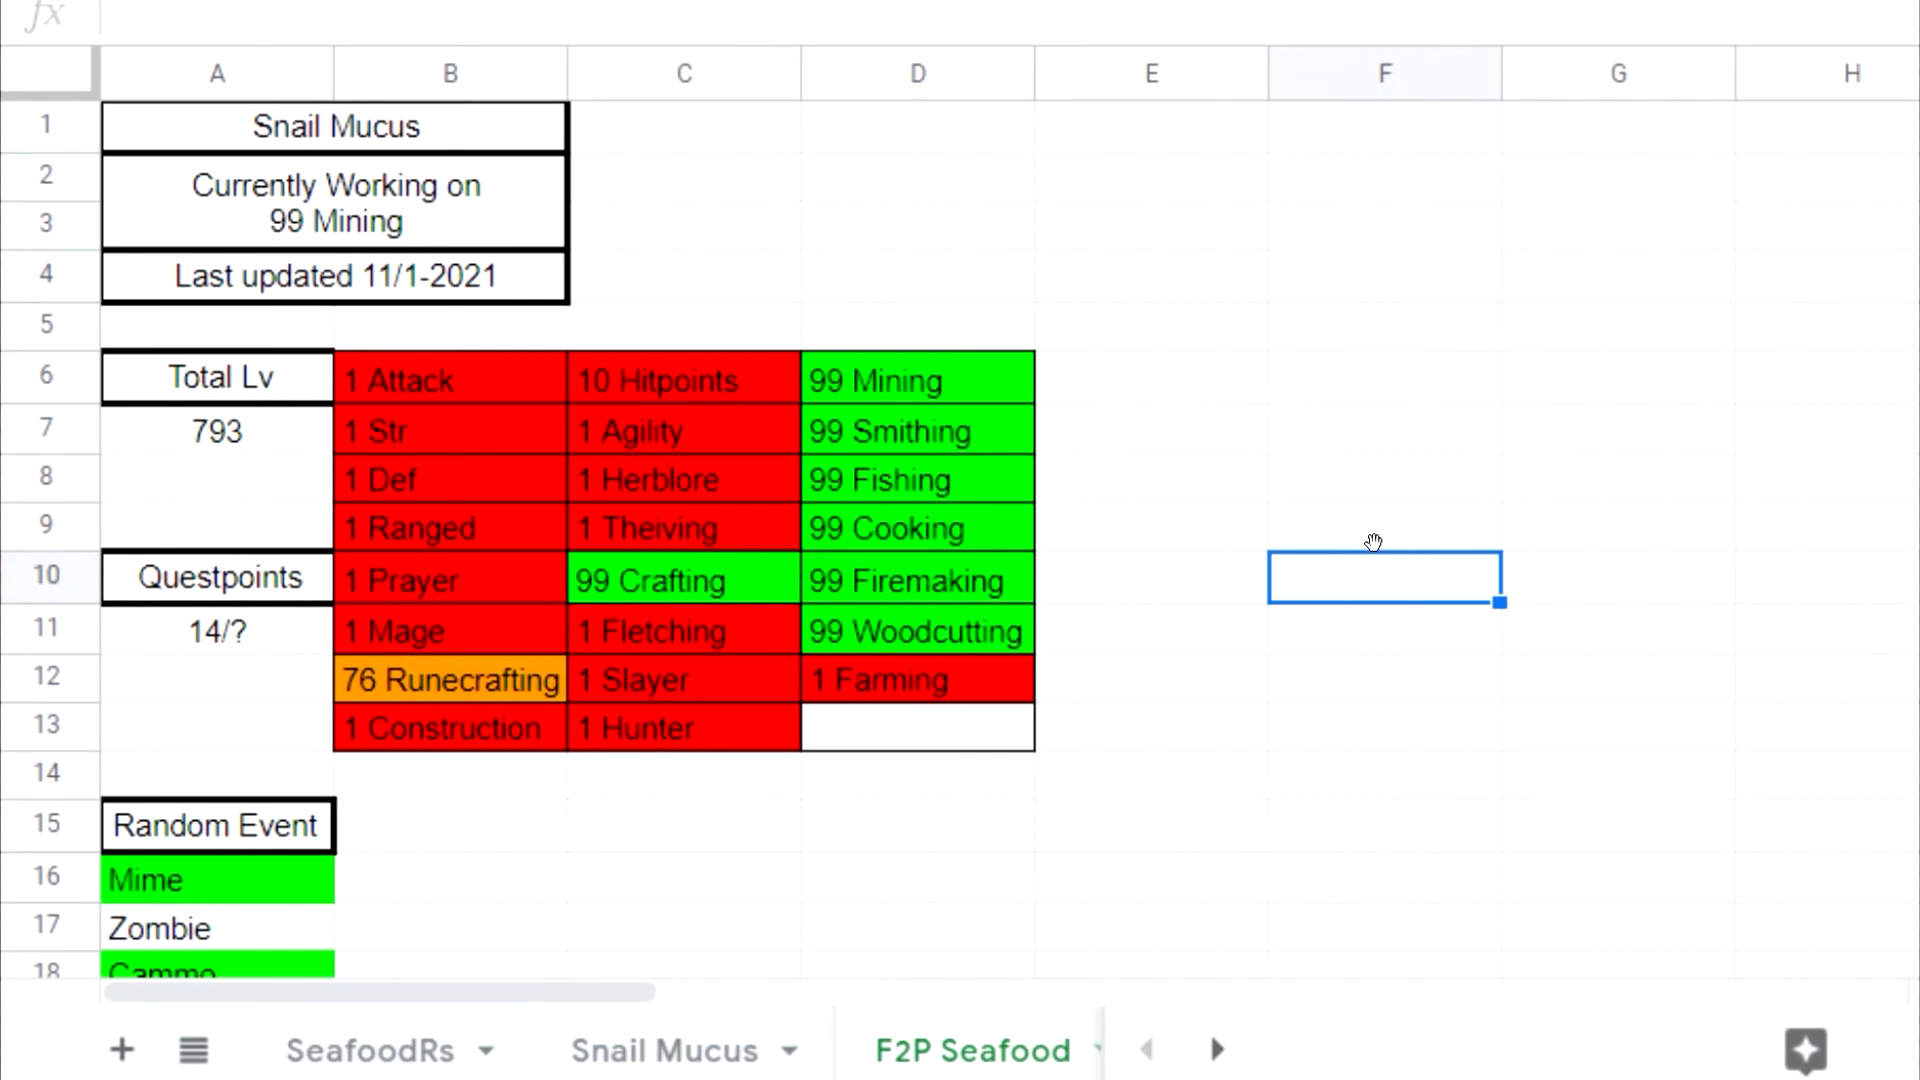 fx
A B C D E F G H
1 Snail Mucus
2 Currently Working on
3 99 Mining
4 Last updated 11/1-2021
5
6 Total Lv 1 Attack 10 Hitpoints 99 Mining
7 793 1 Str 1 Agility 99 Smithing
8 1 Def 1 Herblore 99 Fishing
9 1 Ranged 1 Theiving 99 Cooking
10 Questpoints 1 Prayer 99 Crafting 99 Firemaking
11 14/? 1 Mage 1 Fletching 99 Woodcutting
12 76 Runecrafting 1 Slayer 1 Farming
13 1 Construction 1 Hunter
14
15 Random Event
16 Mime
17 Zombie
18 Cammo
+ SeafoodRs Snail Mucus F2P Seafood